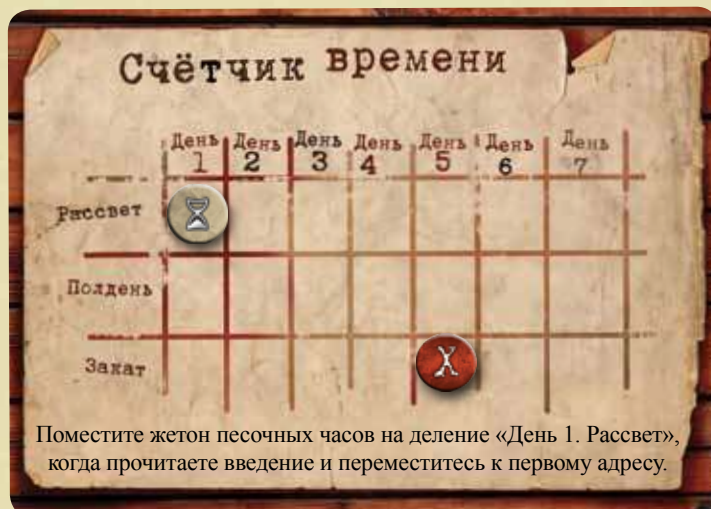 Счётчик времени
День День День День День День День
1 2 3 4 5 6 7
Рассвет
Полдень
Закат
X
Поместите жетон песочных часов на деление «День 1. Рассвет»,
когда прочитаете введение и переместитесь к первому адресу.